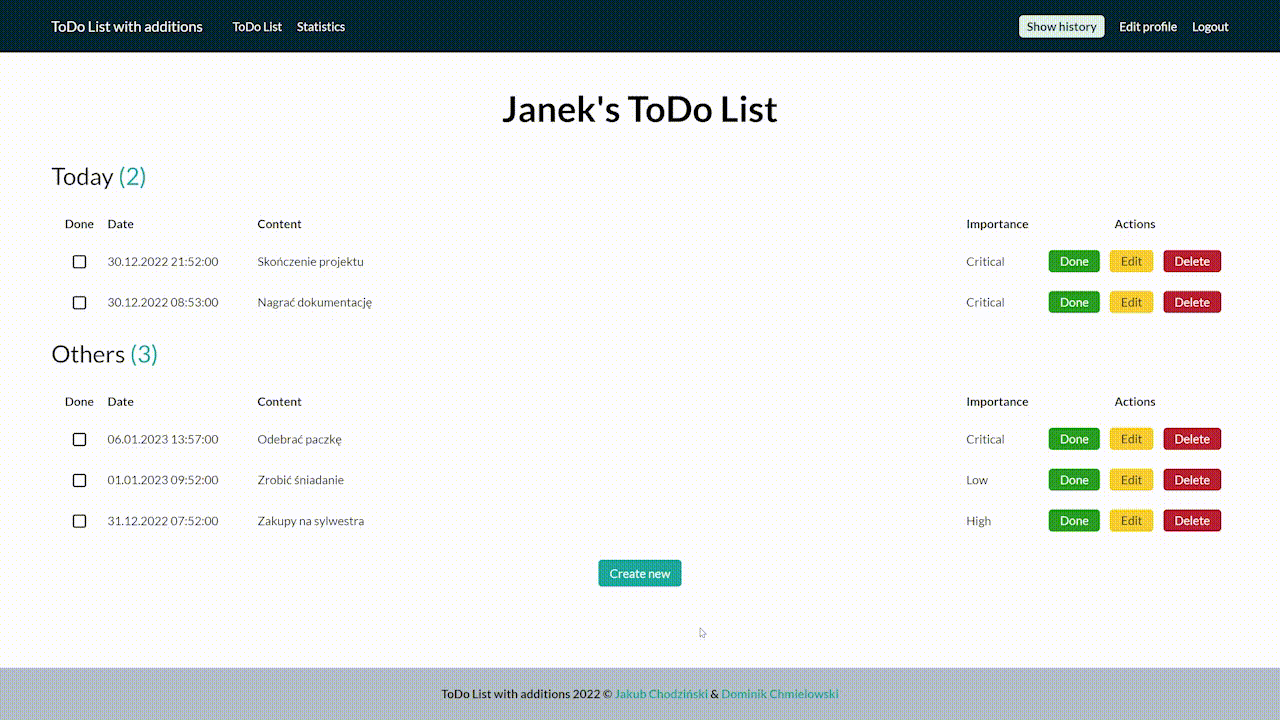 ToDo List with additions ToDo List Statistics Show history Edit profile Logout
Janek's ToDo List
Today (2)
Done Date Content Importance Actions
30.12.2022 21:52:00 Skończenie projektu Critical Done Edit Delete
30.12.2022 08:53:00 Nagrać dokumentację Critical Done Edit Delete
Others (3)
Done Date Content Importance Actions
06.01.2023 13:57:00 Odebrać paczkę Critical Done Edit Delete
01.01.2023 09:52:00 Zrobić śniadanie Low Done Edit Delete
31.12.2022 07:52:00 Zakupy na sylwestra High Done Edit Delete
Create new
ToDo List with additions 2022 © Jakub Chodziński & Dominik Chmielowski